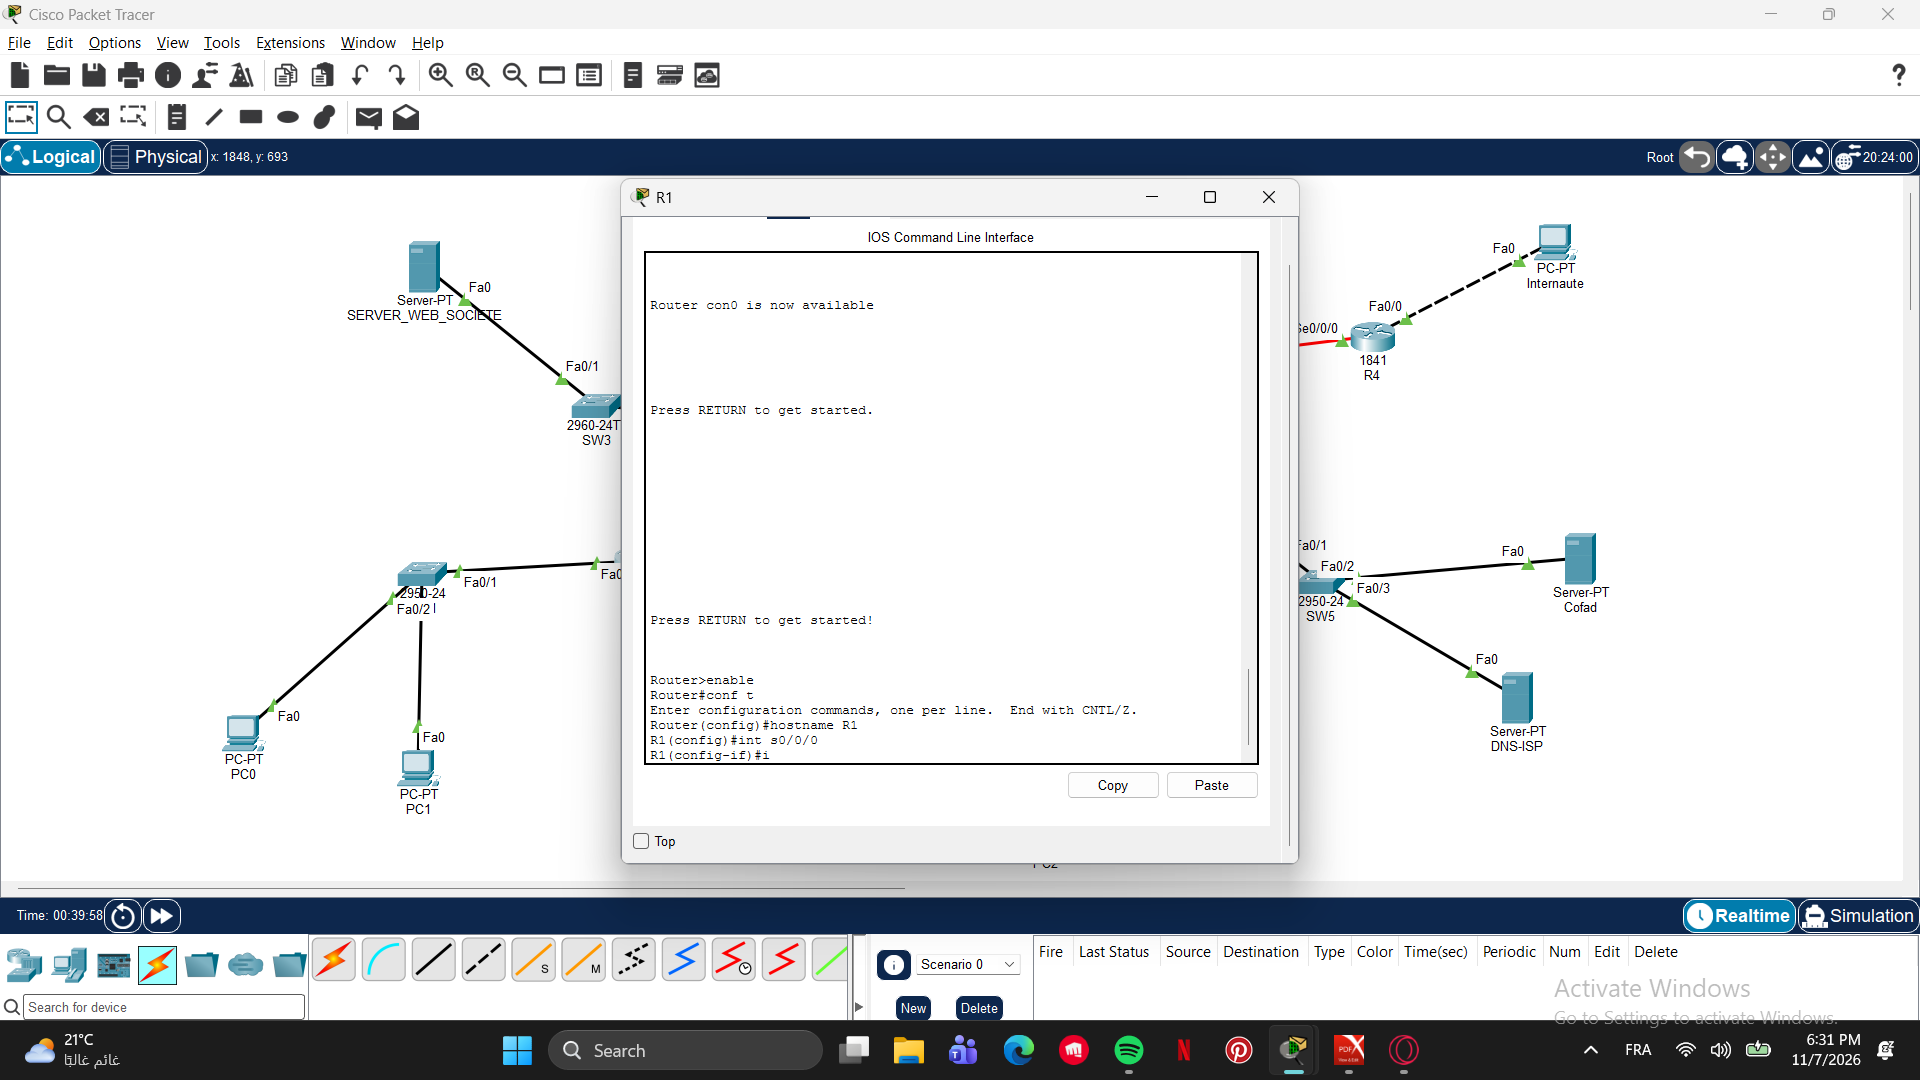 Cisco Packet Tracer
File Edit Options View Tools Extensions Window Help
Logical Physical x: 1848, y: 693 Root 20:24:00
R1
IOS Command Line Interface
Router con0 is now available
Press RETURN to get started.
Press RETURN to get started!
Router>enable
Router#conf t
Enter configuration commands, one per line.  End with CNTL/Z.
Router(config)#hostname R1
R1(config)#int s0/0/0
R1(config-if)#i
Copy Paste
Top
Fa0
Server-PT
SERVER_WEB_SOCIETE
Fa0/1
2960-24T
SW3
Fa0/1
2950-24
Fa0/2
Fa0
PC-PT
PC0
Fa0
PC-PT
PC1
Fa0
PC-PT
Internaute
Fa0/0
Se0/0/0
1841
R4
Fa0/1
Fa0/2
Fa0/3
2950-24
SW5
Fa0
Server-PT
Cofad
Fa0
Server-PT
DNS-ISP
PC2
Time: 00:39:58 Realtime Simulation
S M
Scenario 0
New Delete
Fire Last Status Source Destination Type Color Time(sec) Periodic Num Edit Delete
Search for device
Activate Windows
Go to Settings to activate Windows.
21°C
غائم غالبًا
Search
FRA
6:31 PM
11/7/2026